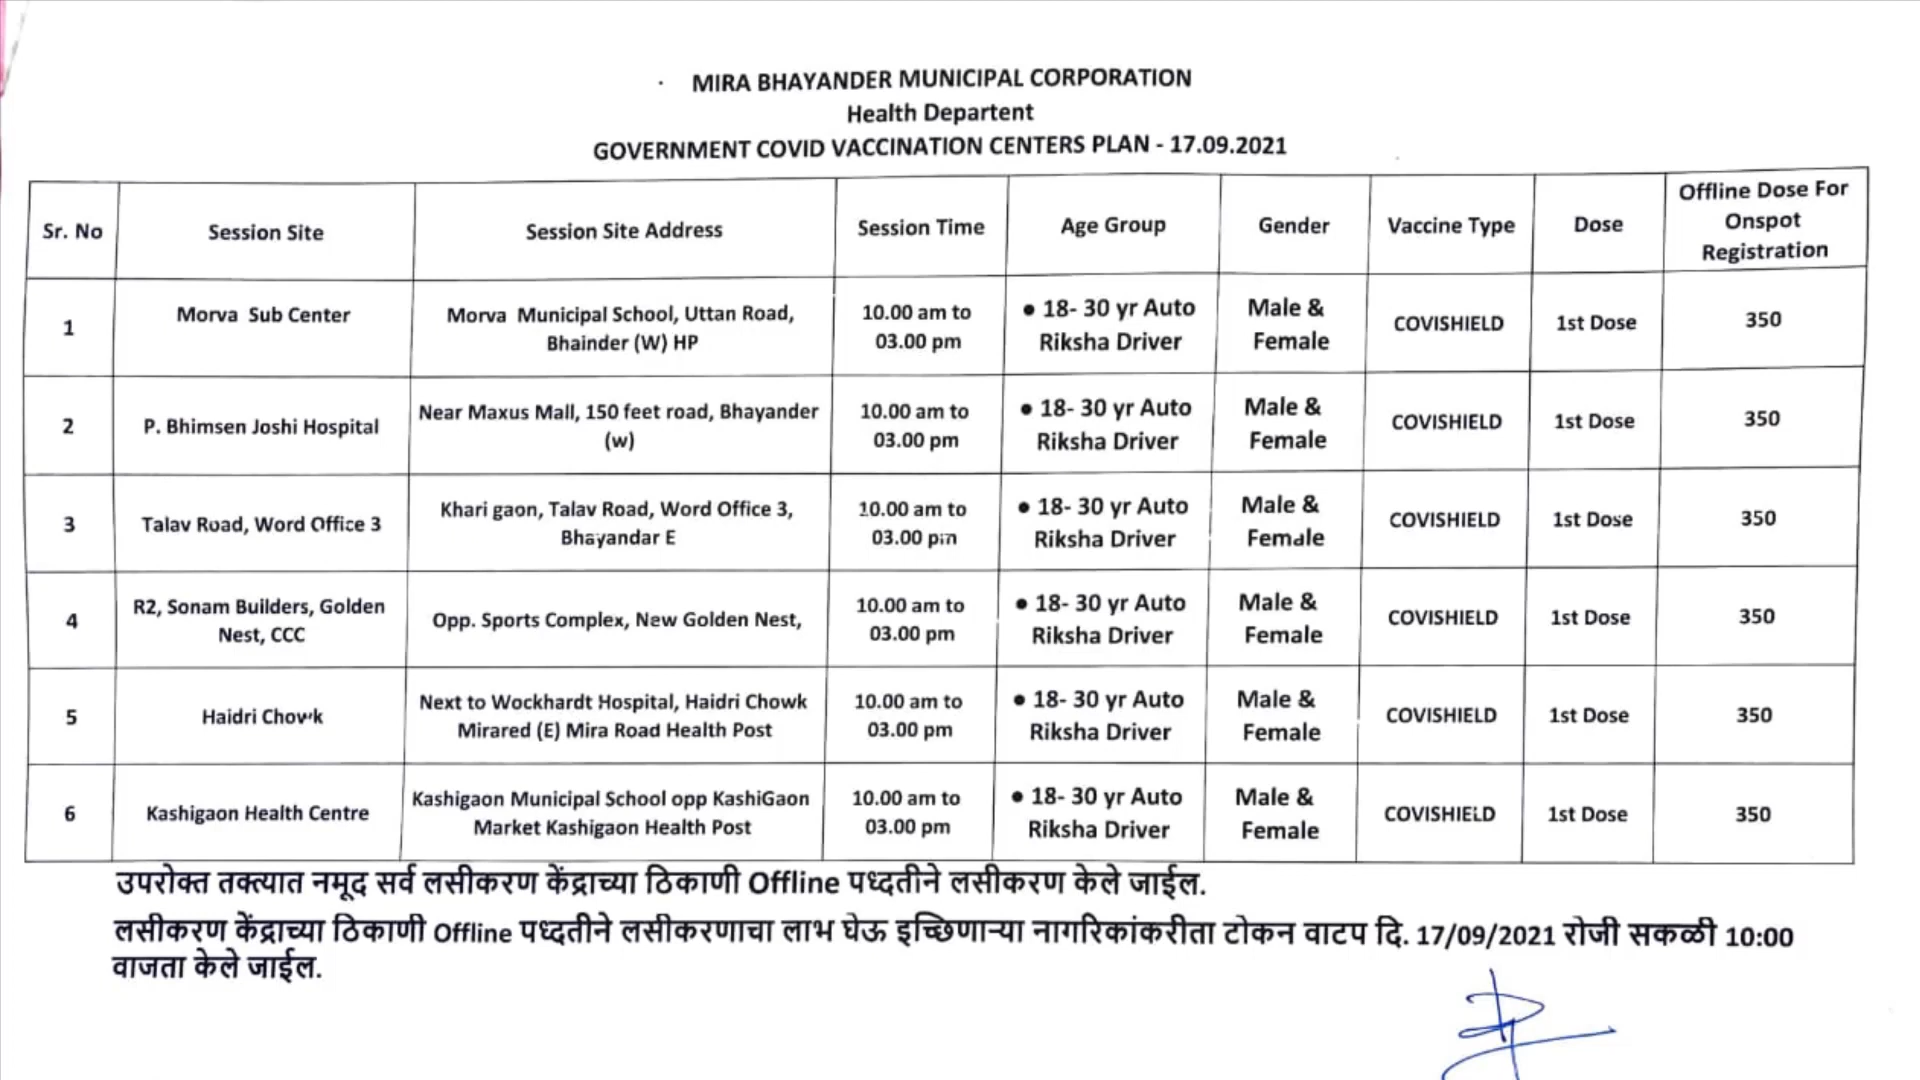 MIRA BHAYANDER MUNICIPAL CORPORATION
Health Departent
GOVERNMENT COVID VACCINATION CENTERS PLAN - 17.09.2021
Sr. No Session Site Session Site Address Session Time Age Group Gender Vaccine Type Dose Offline Dose For Onspot Registration
1 Morva Sub Center Morva Municipal School, Uttan Road, Bhainder (W) HP 10.00 am to 03.00 pm • 18- 30 yr Auto Riksha Driver Male & Female COVISHIELD 1st Dose 350
2 P. Bhimsen Joshi Hospital Near Maxus Mall, 150 feet road, Bhayander (w) 10.00 am to 03.00 pm • 18- 30 yr Auto Riksha Driver Male & Female COVISHIELD 1st Dose 350
3 Talav Road, Word Office 3 Khari gaon, Talav Road, Word Office 3, Bhayandar E 10.00 am to 03.00 pm • 18- 30 yr Auto Riksha Driver Male & Female COVISHIELD 1st Dose 350
4 R2, Sonam Builders, Golden Nest, CCC Opp. Sports Complex, New Golden Nest, 10.00 am to 03.00 pm • 18- 30 yr Auto Riksha Driver Male & Female COVISHIELD 1st Dose 350
5 Haidri Chowk Next to Wockhardt Hospital, Haidri Chowk Mirared (E) Mira Road Health Post 10.00 am to 03.00 pm • 18- 30 yr Auto Riksha Driver Male & Female COVISHIELD 1st Dose 350
6 Kashigaon Health Centre Kashigaon Municipal School opp KashiGaon Market Kashigaon Health Post 10.00 am to 03.00 pm • 18- 30 yr Auto Riksha Driver Male & Female COVISHIELD 1st Dose 350
उपरोक्त तक्त्यात नमूद सर्व लसीकरण केंद्राच्या ठिकाणी Offline पध्दतीने लसीकरण केले जाईल.
लसीकरण केंद्राच्या ठिकाणी Offline पध्दतीने लसीकरणाचा लाभ घेऊ इच्छिणाऱ्या नागरिकांकरीता टोकन वाटप दि. 17/09/2021 रोजी सकळी 10:00
वाजता केले जाईल.